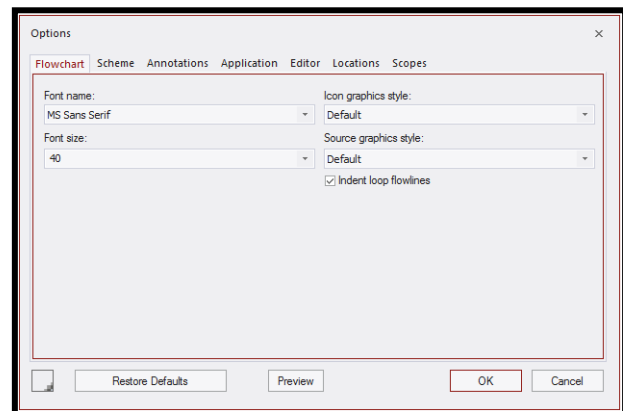 Options
Flowchart Scheme Annotations Application Editor Locations Scopes
Font name: Icon graphics style:
MS Sans Serif Default
Font size: Source graphics style:
40 Default
Indent loop flowlines
Restore Defaults Preview OK Cancel